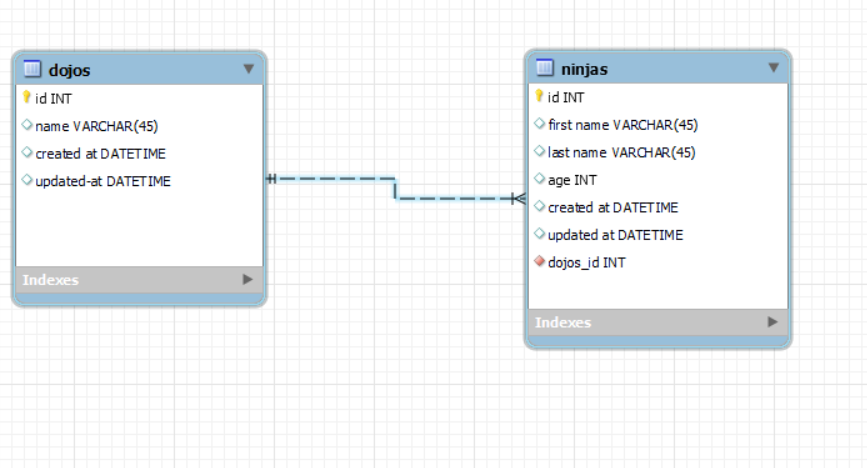 dojos
id INT
name VARCHAR(45)
created at DATETIME
updated-at DATETIME
Indexes
ninjas
id INT
first name VARCHAR(45)
last name VARCHAR(45)
age INT
created at DATETIME
updated at DATETIME
dojos_id INT
Indexes